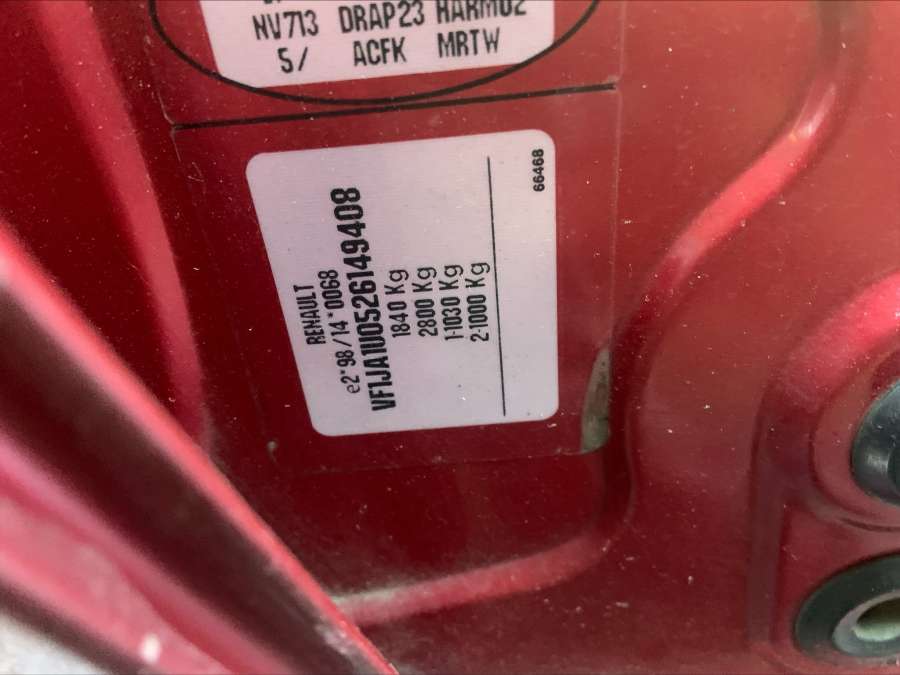 NV713 DRAP23 HARM02
5/ ACFK MRTW
RENAULT
e2*98/14*0068
VF1JA1U0526149408
1840 Kg
2800 Kg
1-1030 Kg
2-1000 Kg
66468